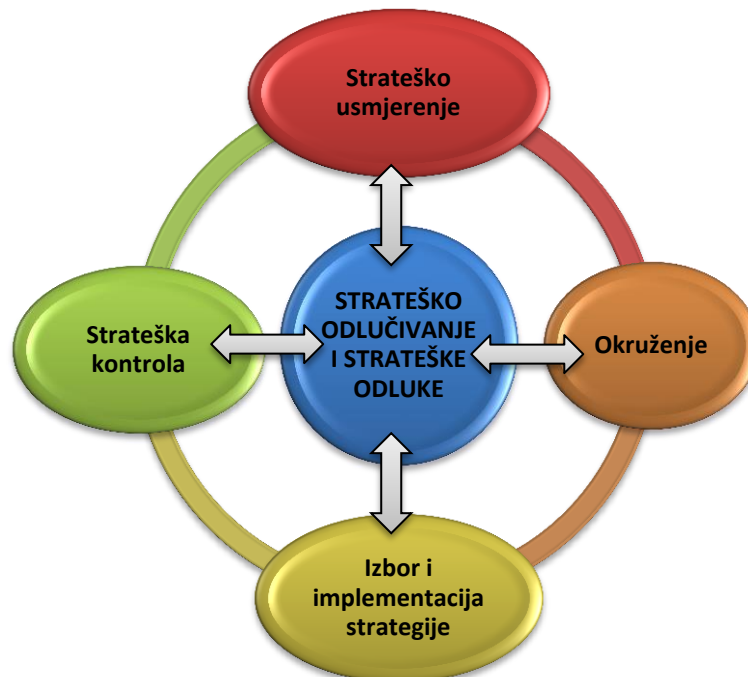 Strateško
usmjerenje
STRATEŠKO
ODLUČIVANJE
I STRATEŠKE
ODLUKE
Strateška
kontrola
Okruženje
Izbor i
implementacija
strategije